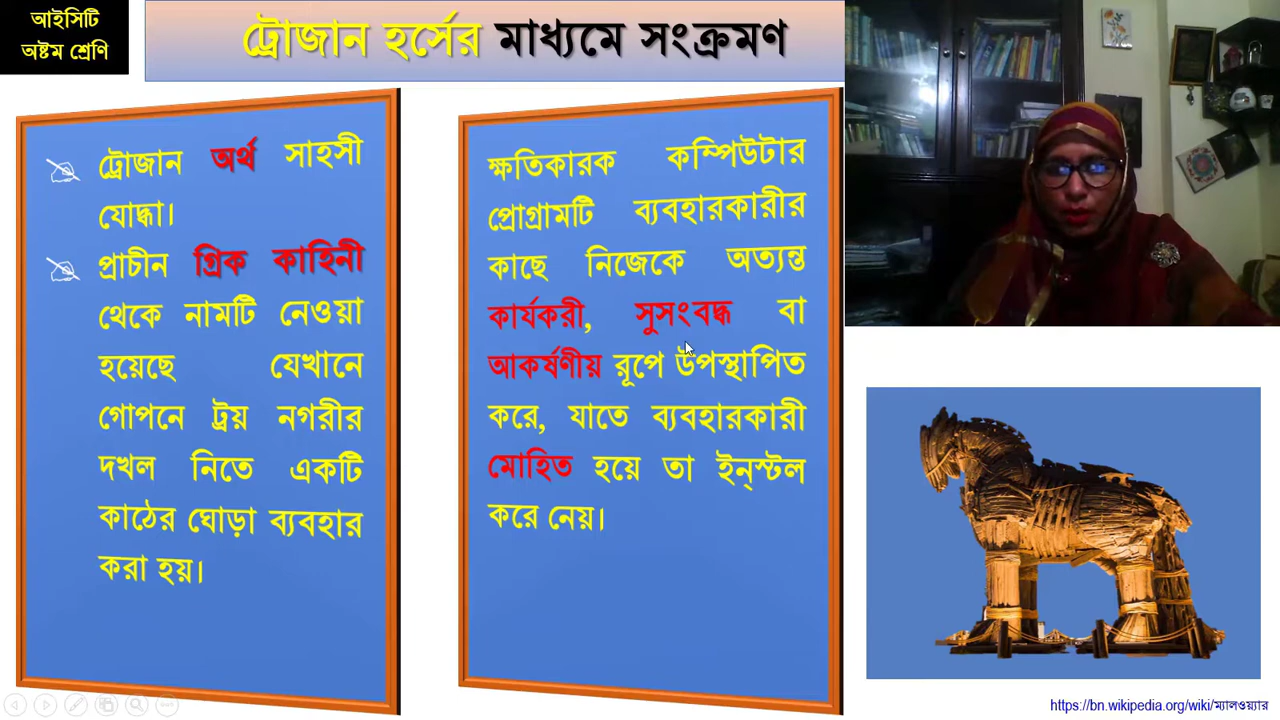 আইসিটি
অষ্টম শ্রেণি
ট্রোজান হর্সের মাধ্যমে সংক্রমণ
ট্রোজান অর্থ সাহসী
যোদ্ধা।
প্রাচীন গ্রিক কাহিনী
থেকে নামটি নেওয়া
হয়েছে যেখানে
গোপনে ট্রয় নগরীর
দখল নিতে একটি
কাঠের ঘোড়া ব্যবহার
করা হয়।
ক্ষতিকারক কম্পিউটার
প্রোগ্রামটি ব্যবহারকারীর
কাছে নিজেকে অত্যন্ত
কার্যকরী, সুসংবদ্ধ বা
আকর্ষণীয় রূপে উপস্থাপিত
করে, যাতে ব্যবহারকারী
মোহিত হয়ে তা ইন্‌স্টল
করে নেয়।
https://bn.wikipedia.org/wiki/ম্যালওয়্যার